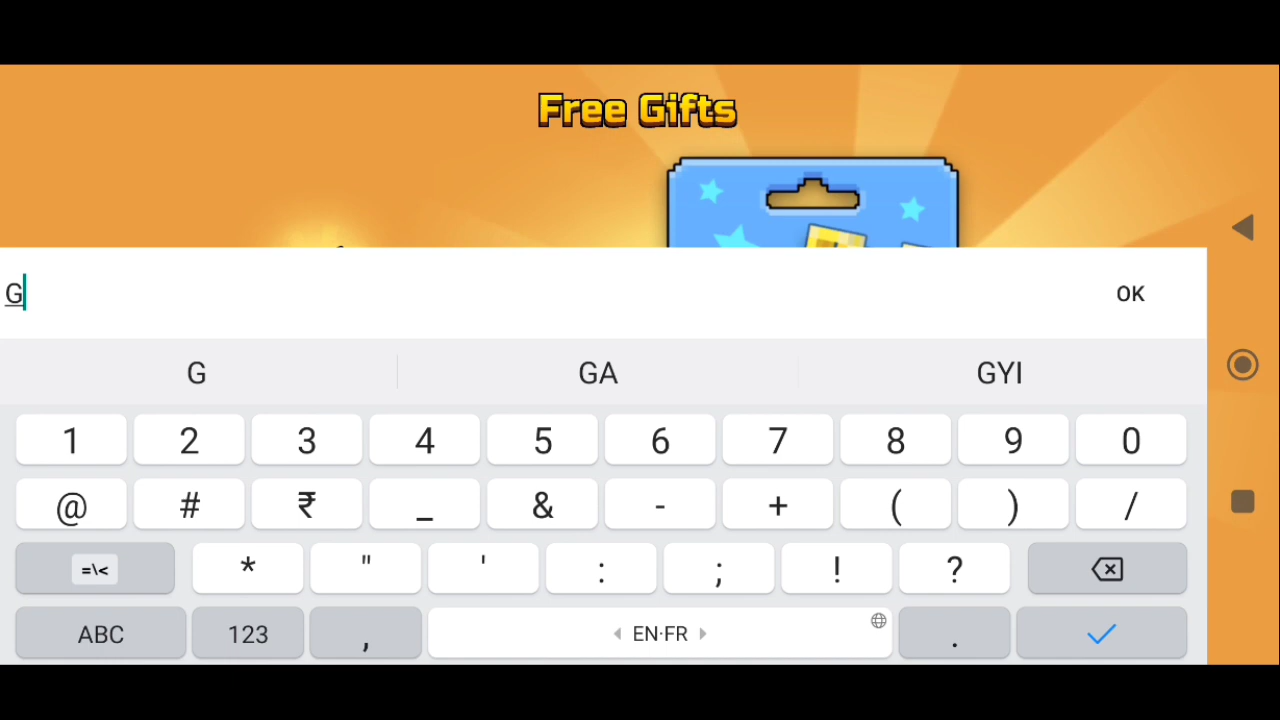 Free Gifts
G
OK
G GA GYI
1 2 3 4 5 6 7 8 9 0
@ # ₹ _ & - + ( ) /
=\< * " ' : ; ! ?
ABC 123 , EN·FR .